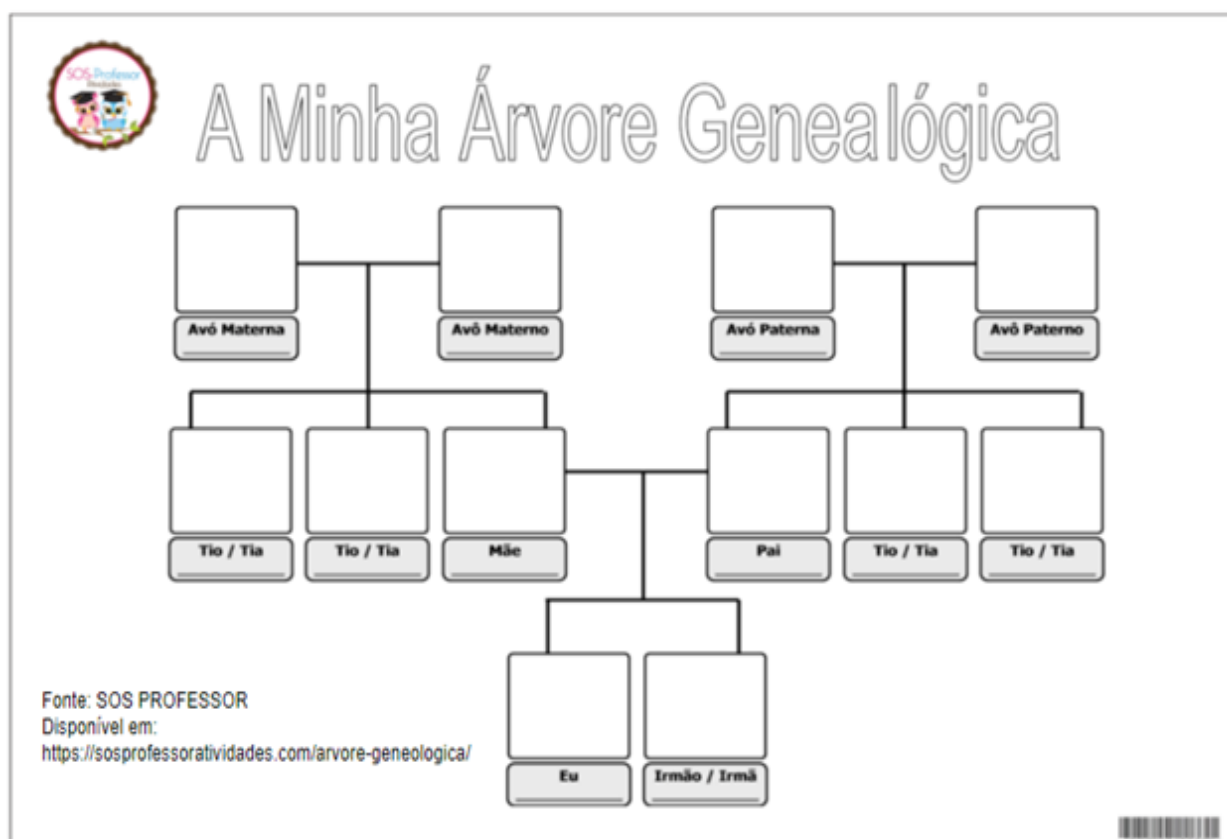 SOS-Professor
Atividades
A Minha Árvore Genealógica
Avó Materna
Avô Materno
Avó Paterna
Avô Paterno
Tio / Tia
Tio / Tia
Mãe
Pai
Tio / Tia
Tio / Tia
Eu
Irmão / Irmã
Fonte: SOS PROFESSOR
Disponível em:
https://sosprofessoratividades.com/arvore-geneologica/